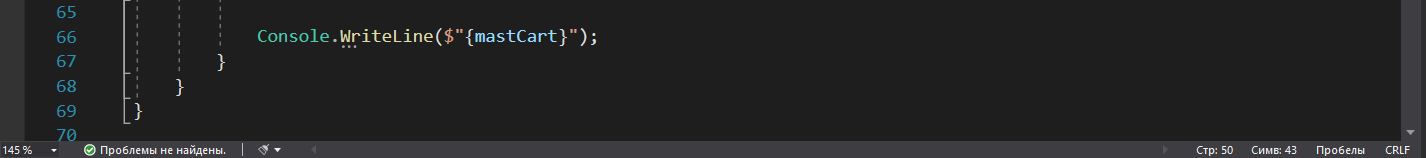 65
66 Console.WriteLine($"{mastCart}");
67 }
68 }
69 }
70
145 % Проблемы не найдены. Стр: 50 Симв: 43 Пробелы CRLF